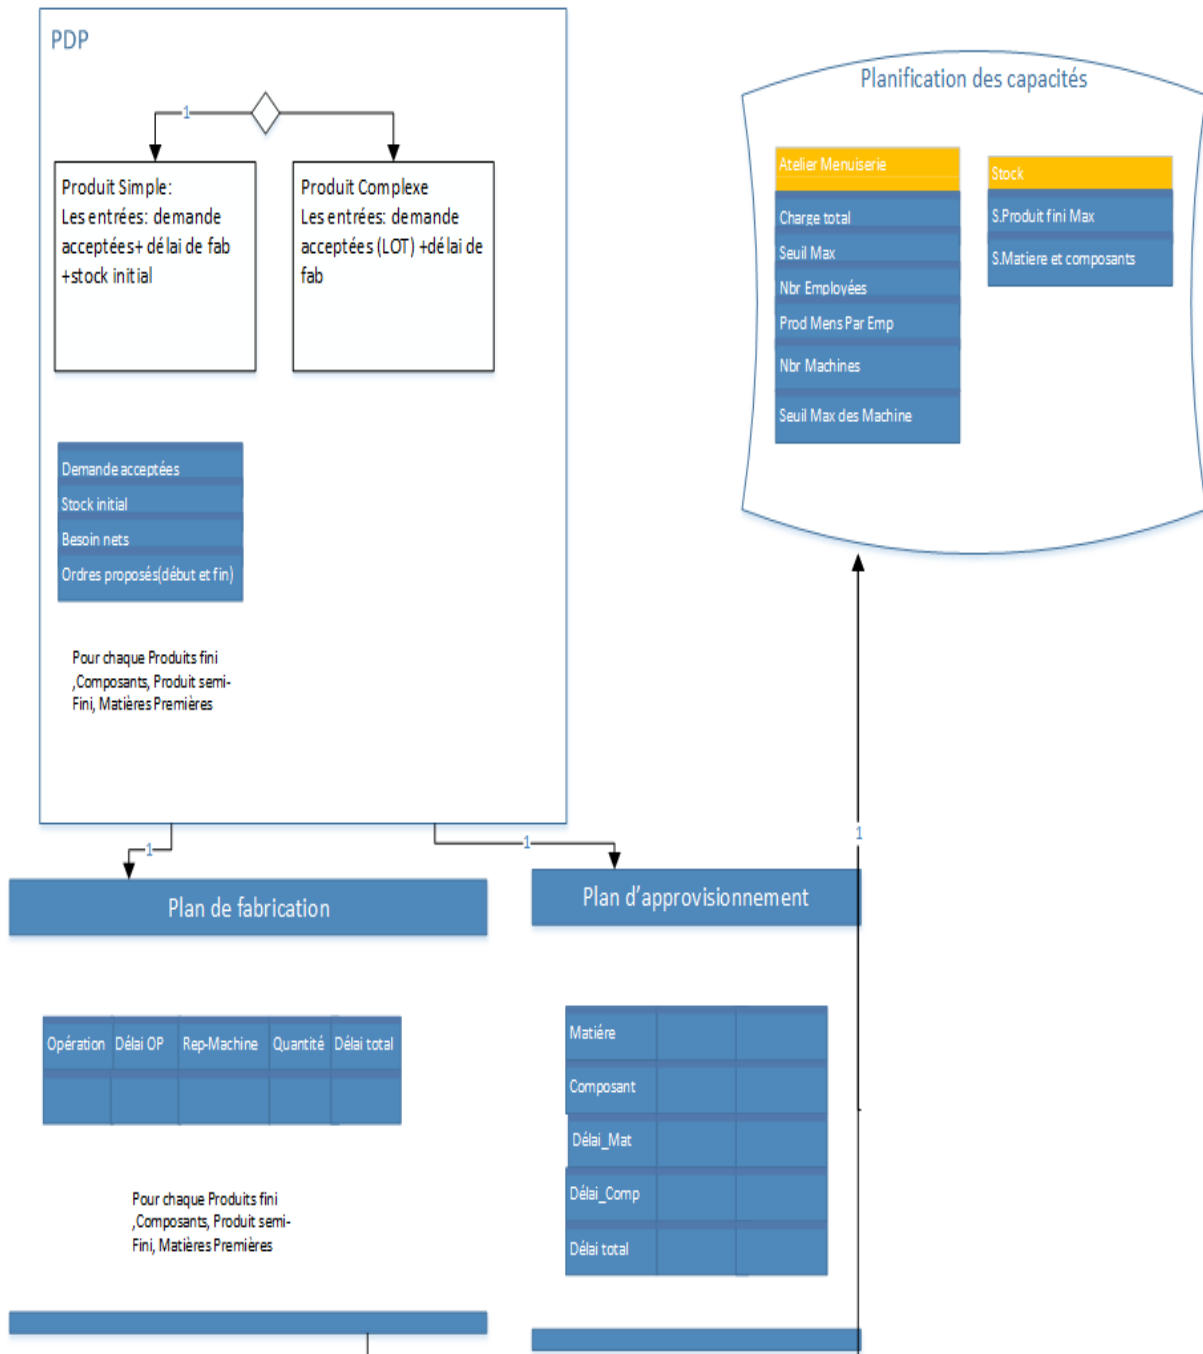 PDP
1
Produit Simple:
Les entrées: demande
acceptées+ délai de fab
+stock initial
Produit Complexe
Les entrées: demande
acceptées (LOT) +délai de
fab
Demande acceptées
Stock initial
Besoin nets
Ordres proposés(début et fin)
Pour chaque Produits fini
,Composants, Produit semi-
Fini, Matières Premières
Planification des capacités
Atelier Menuiserie
Charge total
Seuil Max
Nbr Employées
Prod Mens Par Emp
Nbr Machines
Seuil Max des Machine
Stock
S.Produit fini Max
S.Matiere et composants
1
1
1
Plan de fabrication
Opération Délai OP Rep-Machine Quantité Délai total
Pour chaque Produits fini
,Composants, Produit semi-
Fini, Matières Premières
Plan d’approvisionnement
Matiére
Composant
Délai_Mat
Délai_Comp
Délai total